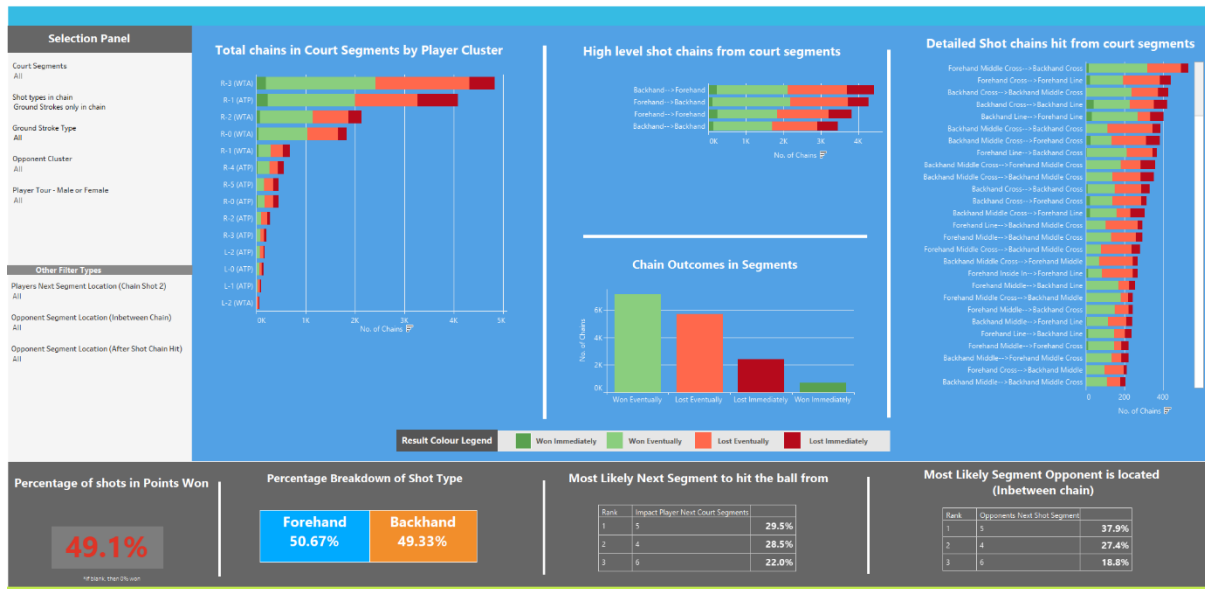 Selection Panel
Court Segments
All
Shot types in chain
Ground Strokes only in chain
Ground Stroke Type
All
Opponent Cluster
All
Player Tour - Male or Female
All
Other Filter Types
Players Next Segment Location (Chain Shot 2)
All
Opponent Segment Location (Inbetween Chain)
All
Opponent Segment Location (After Shot Chain Hit)
All
Total chains in Court Segments by Player Cluster
R-3 (WTA)
R-1 (ATP)
R-2 (WTA)
R-0 (WTA)
R-1 (WTA)
R-4 (ATP)
R-5 (ATP)
R-0 (ATP)
R-2 (ATP)
R-3 (ATP)
L-2 (ATP)
L-0 (ATP)
L-1 (ATP)
L-2 (WTA)
0K 1K 2K 3K 4K 5K
No. of Chains
High level shot chains from court segments
Backhand-->Forehand
Forehand-->Backhand
Forehand-->Forehand
Backhand-->Backhand
0K 1K 2K 3K 4K
No. of Chains
Chain Outcomes in Segments
No. of Chains
6K
4K
2K
0K
Won Eventually Lost Eventually Lost Immediately Won Immediately
Detailed Shot chains hit from court segments
Forehand Middle Cross-->Backhand Cross
Forehand Cross-->Forehand Line
Backhand Cross-->Backhand Middle Cross
Backhand Cross-->Backhand Line
Backhand Line-->Forehand Line
Backhand Middle Cross-->Forehand Cross
Backhand Cross-->Forehand Middle Cross
Forehand Line-->Backhand Cross
Backhand Middle Cross-->Forehand Middle Cross
Backhand Middle Cross-->Backhand Middle Cross
Backhand Cross-->Backhand Cross
Backhand Cross-->Forehand Cross
Backhand Middle Cross-->Forehand Line
Forehand Line-->Backhand Middle Cross
Forehand Middle-->Backhand Middle Cross
Forehand Middle Cross-->Backhand Middle Cross
Backhand Middle Cross-->Forehand Middle
Forehand Inside In-->Forehand Line
Forehand Middle-->Backhand Line
Forehand Middle Cross-->Backhand Middle
Forehand Middle-->Backhand Cross
Backhand Middle-->Forehand Line
Forehand Line-->Backhand Line
Forehand Middle-->Forehand Cross
Backhand Middle-->Forehand Middle Cross
Forehand Cross-->Backhand Middle
Backhand Middle-->Backhand Middle Cross
0 200 400
No. of Chains
Result Colour Legend Won Immediately Won Eventually Lost Eventually Lost Immediately
Percentage of shots in Points Won
49.1%
*If blank, then 0% won
Percentage Breakdown of Shot Type
Forehand Backhand
50.67% 49.33%
Most Likely Next Segment to hit the ball from
Rank Impact Player Next Court Segments
1 5 29.5%
2 4 28.5%
3 6 22.0%
Most Likely Segment Opponent is located
(Inbetween chain)
Rank Opponents Next Shot Segment
1 5 37.9%
2 4 27.4%
3 6 18.8%